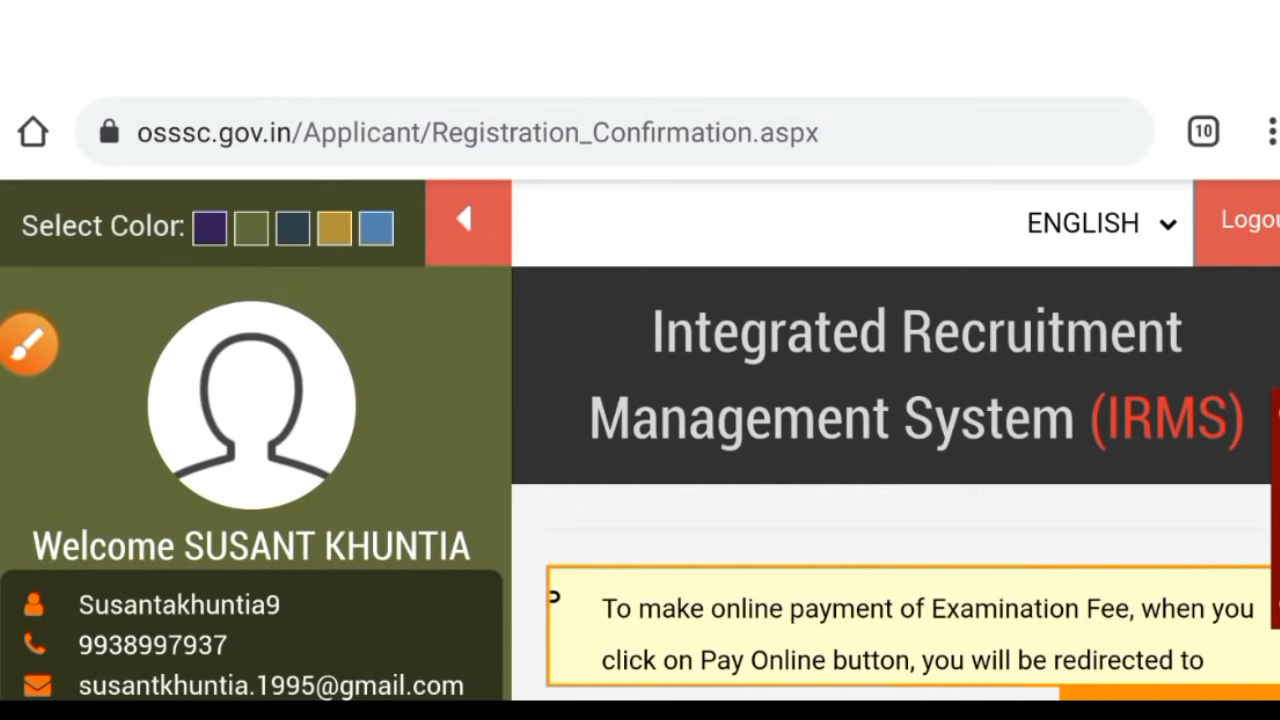 osssc.gov.in/Applicant/Registration_Confirmation.aspx
10
Select Color:
ENGLISH
Logou
Integrated Recruitment
Management System (IRMS)
Welcome SUSANT KHUNTIA
Susantakhuntia9
9938997937
susantkhuntia.1995@gmail.com
To make online payment of Examination Fee, when you
click on Pay Online button, you will be redirected to